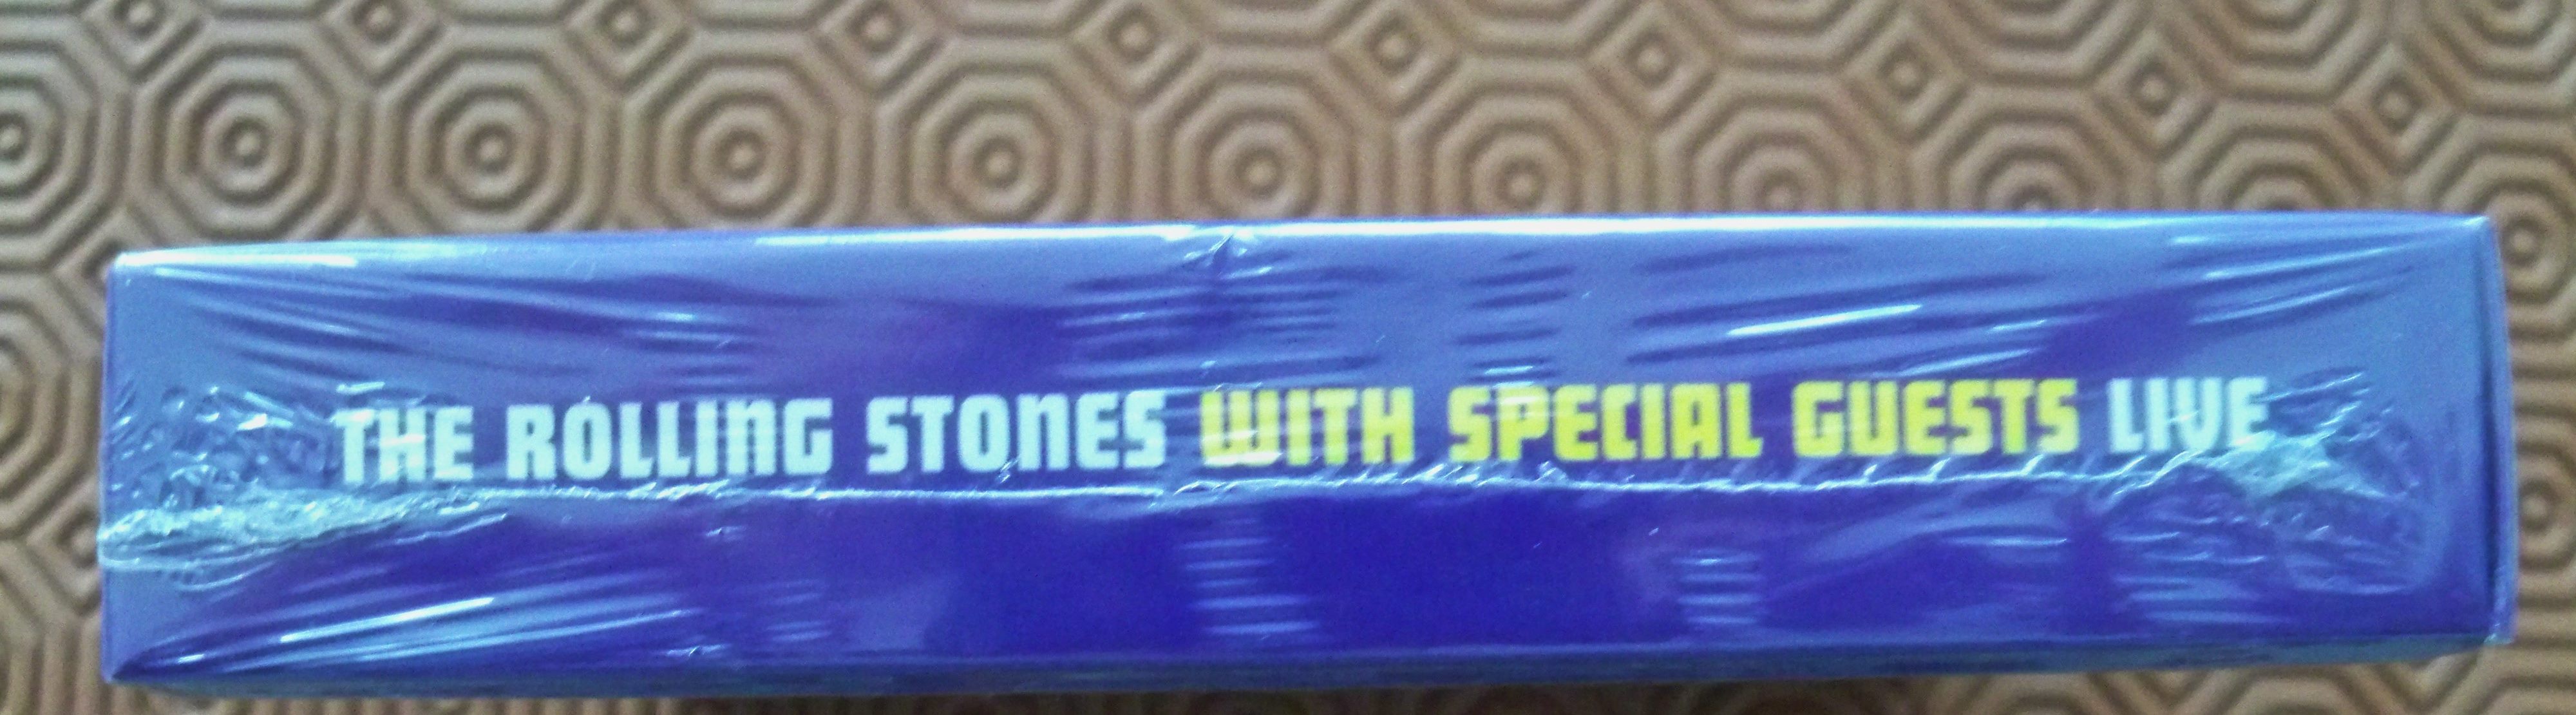 THE ROLLING STONES WITH SPECIAL GUESTS LIVE